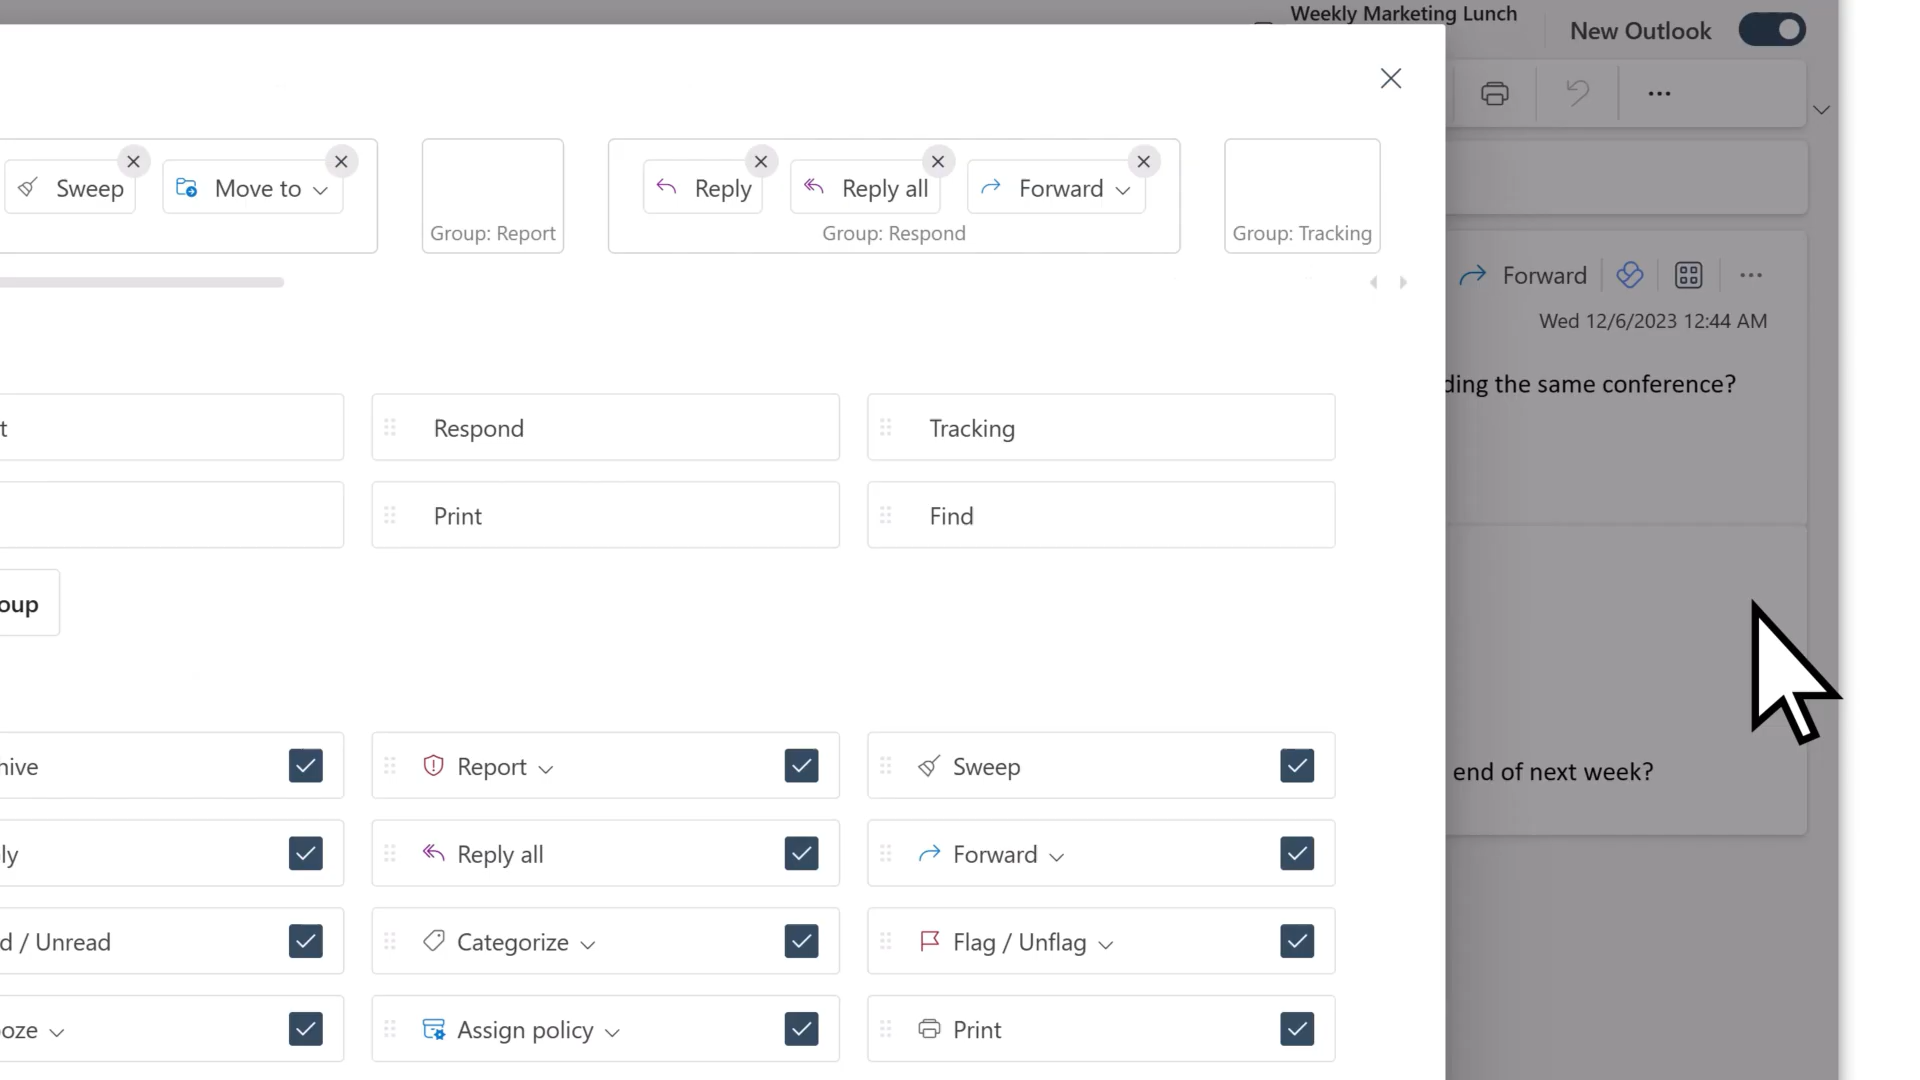 Weekly Marketing Lunch
New Outlook
Sweep
Move to
Reply
Reply all
Forward
Group: Report
Group: Respond
Group: Tracking
Forward
Wed 12/6/2023 12:44 AM
ding the same conference?
t
Respond
Tracking
Print
Find
oup
hive
Report
Sweep
end of next week?
ly
Reply all
Forward
d / Unread
Categorize
Flag / Unflag
oze
Assign policy
Print